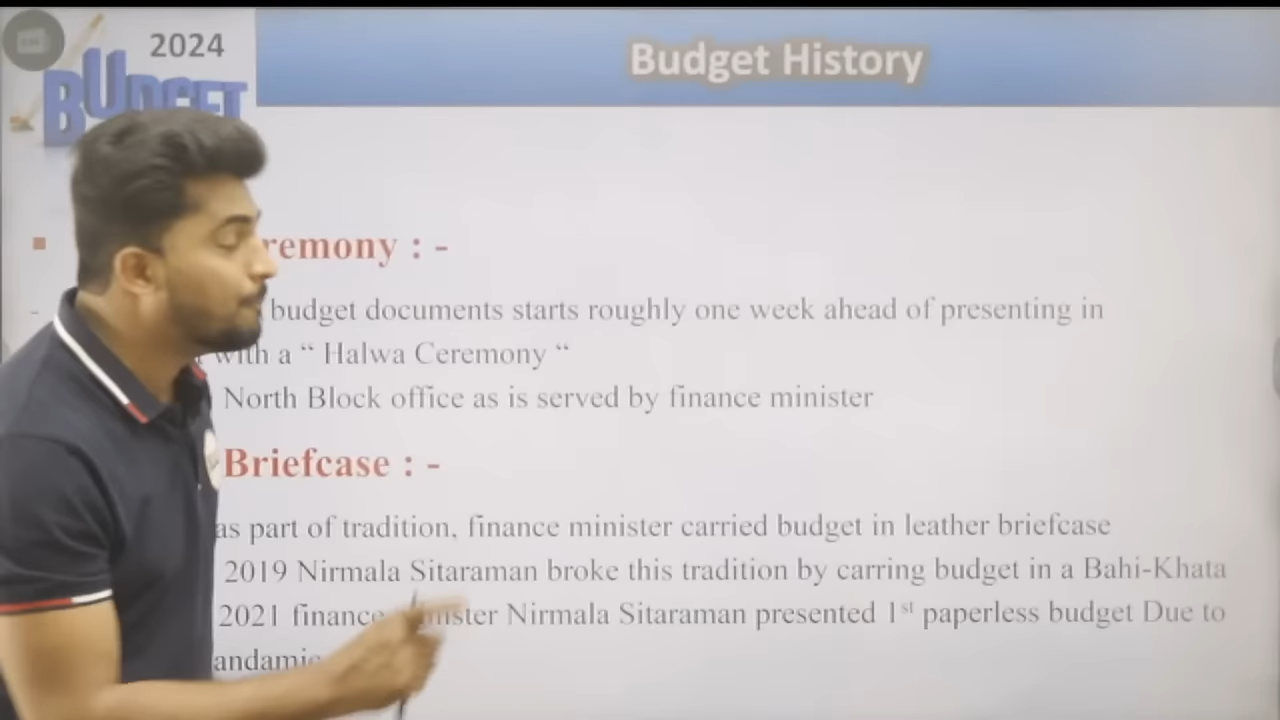 2024
BUDGET
Budget History
remony : -
budget documents starts roughly one week ahead of presenting in
with a “ Halwa Ceremony “
North Block office as is served by finance minister
Briefcase : -
as part of tradition, finance minister carried budget in leather briefcase
2019 Nirmala Sitaraman broke this tradition by carring budget in a Bahi-Khata
2021 finance minister Nirmala Sitaraman presented 1st paperless budget Due to
andamic